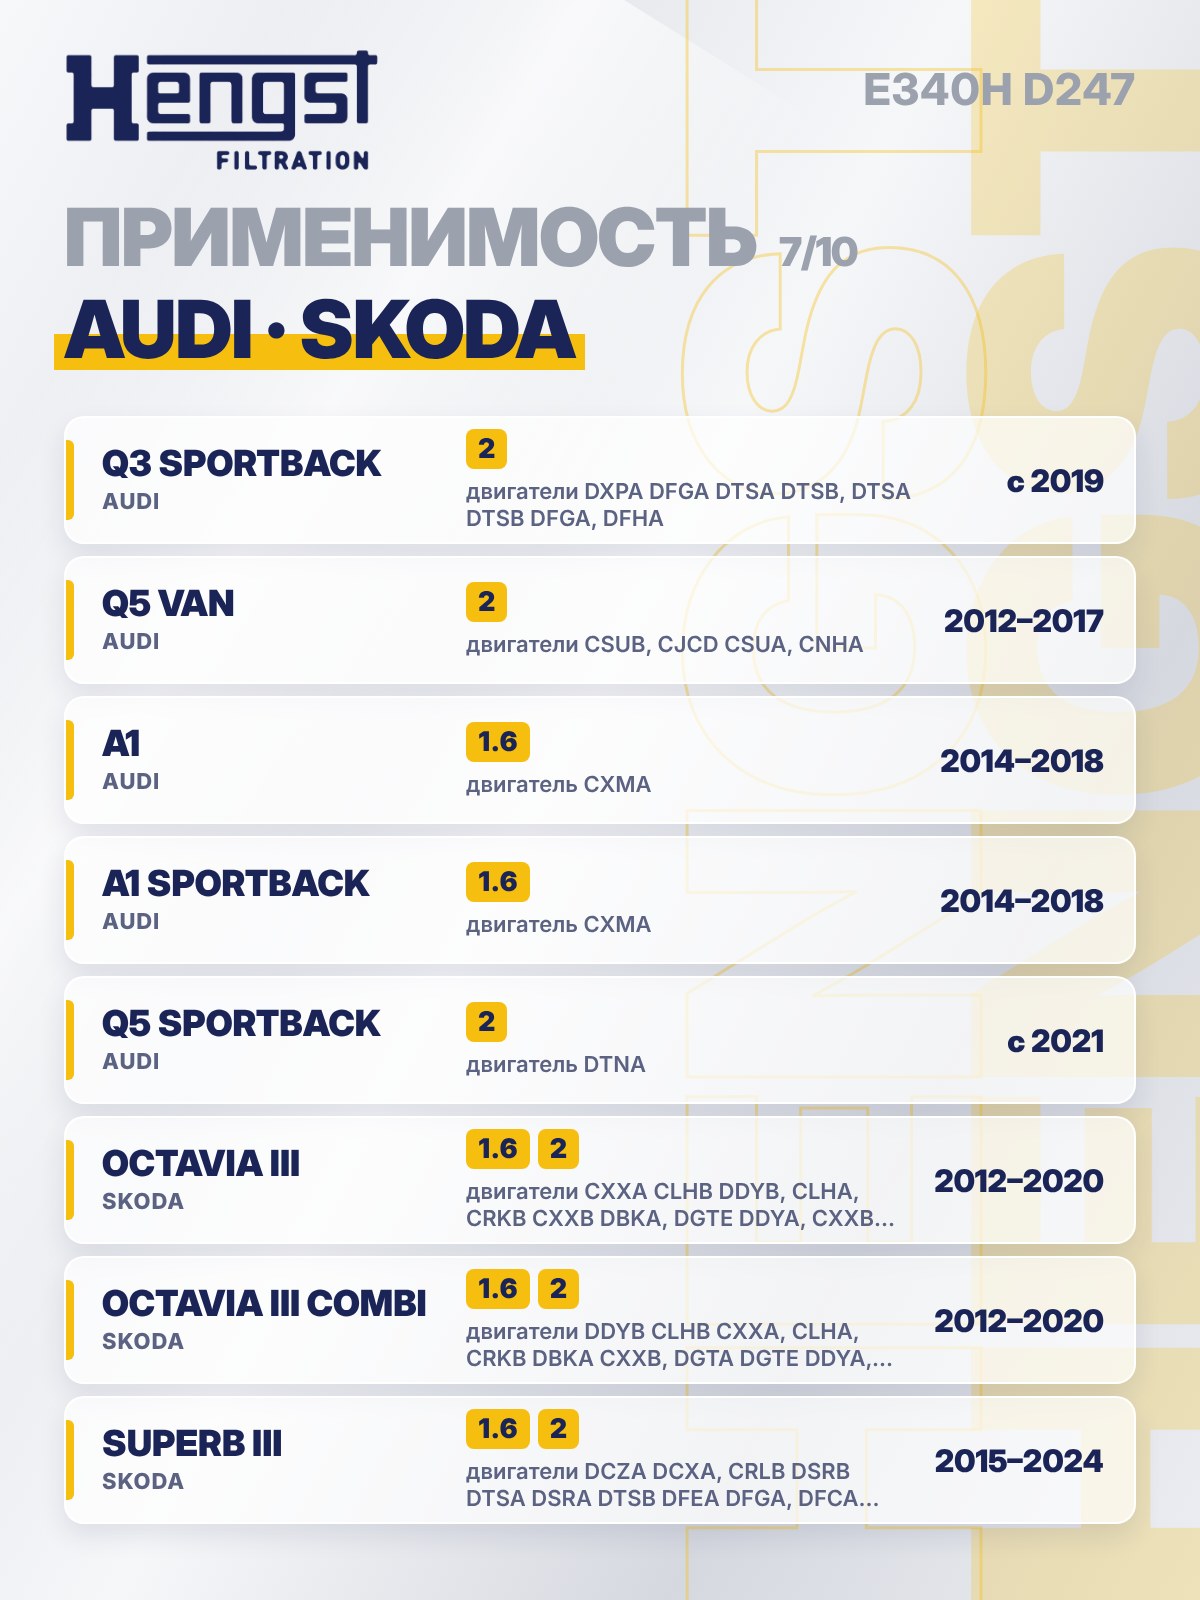 Hengst
FILTRATION
E340H D247
ПРИМЕНИМОСТЬ 7/10
AUDI · SKODA
Q3 SPORTBACK
AUDI
2
двигатели DXPA DFGA DTSA DTSB, DTSA
DTSB DFGA, DFHA
с 2019
Q5 VAN
AUDI
2
двигатели CSUB, CJCD CSUA, CNHA
2012–2017
A1
AUDI
1.6
двигатель CXMA
2014–2018
A1 SPORTBACK
AUDI
1.6
двигатель CXMA
2014–2018
Q5 SPORTBACK
AUDI
2
двигатель DTNA
с 2021
OCTAVIA III
SKODA
1.6 2
двигатели CXXA CLHB DDYB, CLHA,
CRKB CXXB DBKA, DGTE DDYA, CXXB...
2012–2020
OCTAVIA III COMBI
SKODA
1.6 2
двигатели DDYB CLHB CXXA, CLHA,
CRKB DBKA CXXB, DGTA DGTE DDYA,...
2012–2020
SUPERB III
SKODA
1.6 2
двигатели DCZA DCXA, CRLB DSRB
DTSA DSRA DTSB DFEA DFGA, DFCA...
2015–2024
HENGST
HENGST